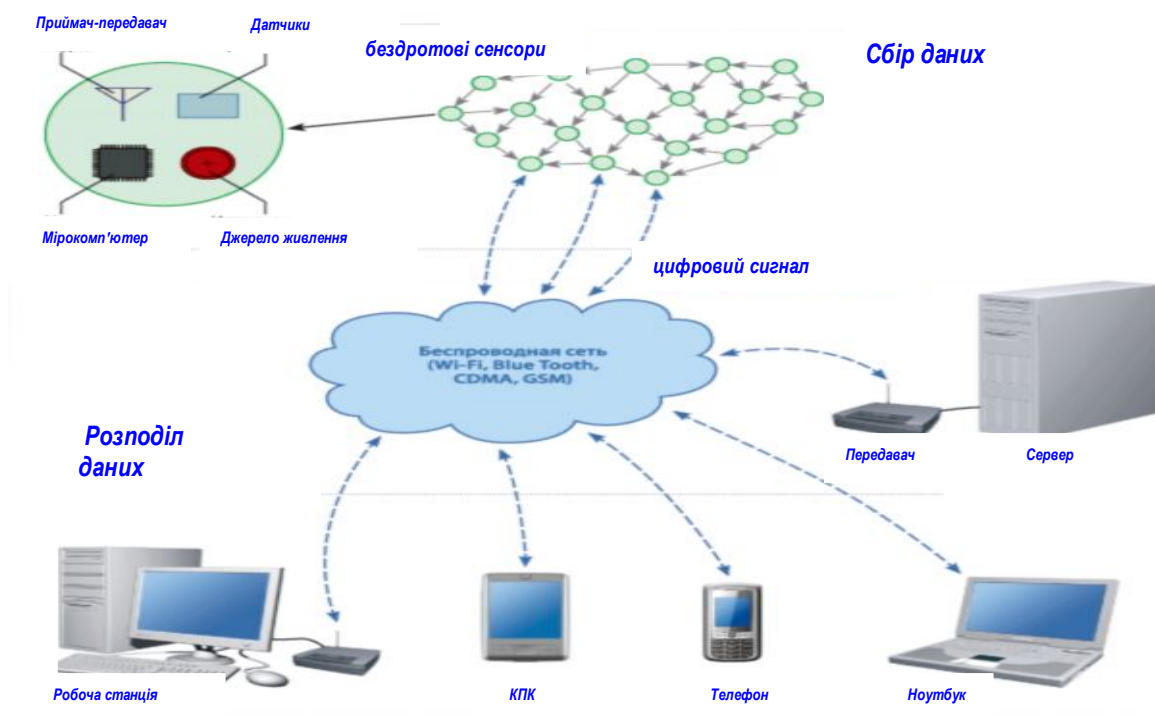 Приймач-передавач
Датчики
бездротові сенсори
Сбір даних
Мірокомп'ютер
Джерело живлення
цифровий сигнал
Беспроводная сеть
(Wi-Fi, Blue Tooth,
CDMA, GSM)
Розподіл
даних
Передавач
Сервер
Робоча станція
КПК
Телефон
Ноутбук